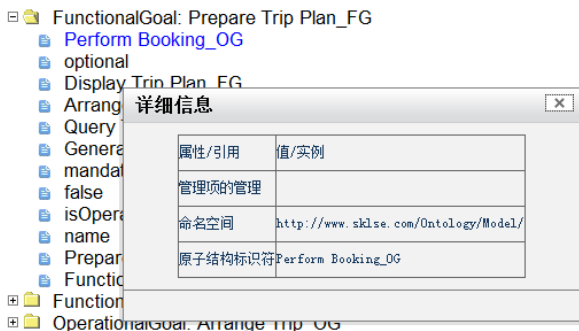 FunctionalGoal: Prepare Trip Plan_FG
Perform Booking_OG
optional
Display Trip Plan_FG
Arrang
Query
Genera
mandat
false
isOpera
name
Prepar
Functio
Function
OperationalGoal: Arrange Trip_OG
详细信息
属性/引用 值/实例
管理项的管理
命名空间 http://www.sklse.com/Ontology/Model/
原子结构标识符 Perform Booking_OG